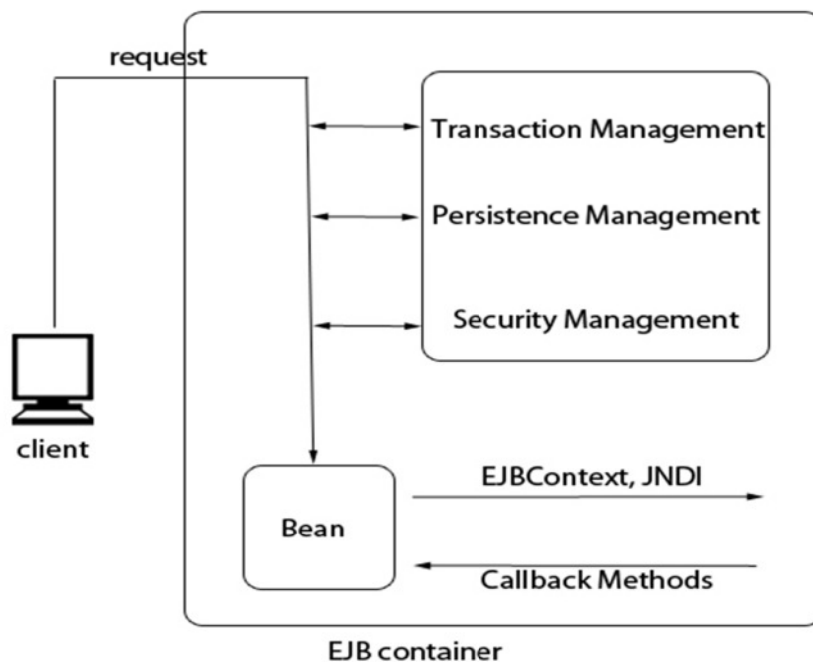 request
Transaction Management
Persistence Management
Security Management
client
EJBContext, JNDI
Bean
Callback Methods
EJB container